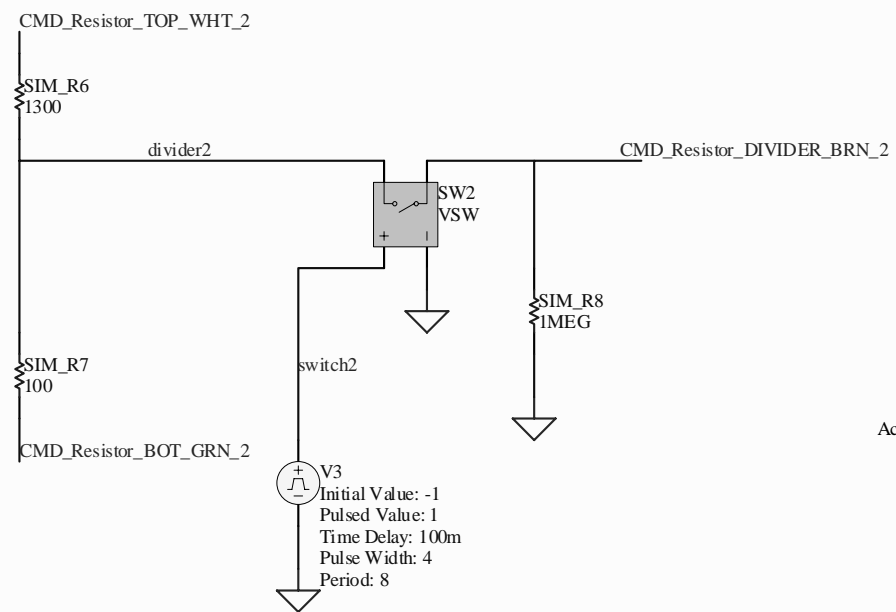 CMD_Resistor_TOP_WHT_2
SIM_R6
1300
divider2
CMD_Resistor_DIVIDER_BRN_2
SW2
VSW
+
SIM_R8
1MEG
SIM_R7
100
switch2
Ac
CMD_Resistor_BOT_GRN_2
V3
Initial Value: -1
Pulsed Value: 1
Time Delay: 100m
Pulse Width: 4
Period: 8